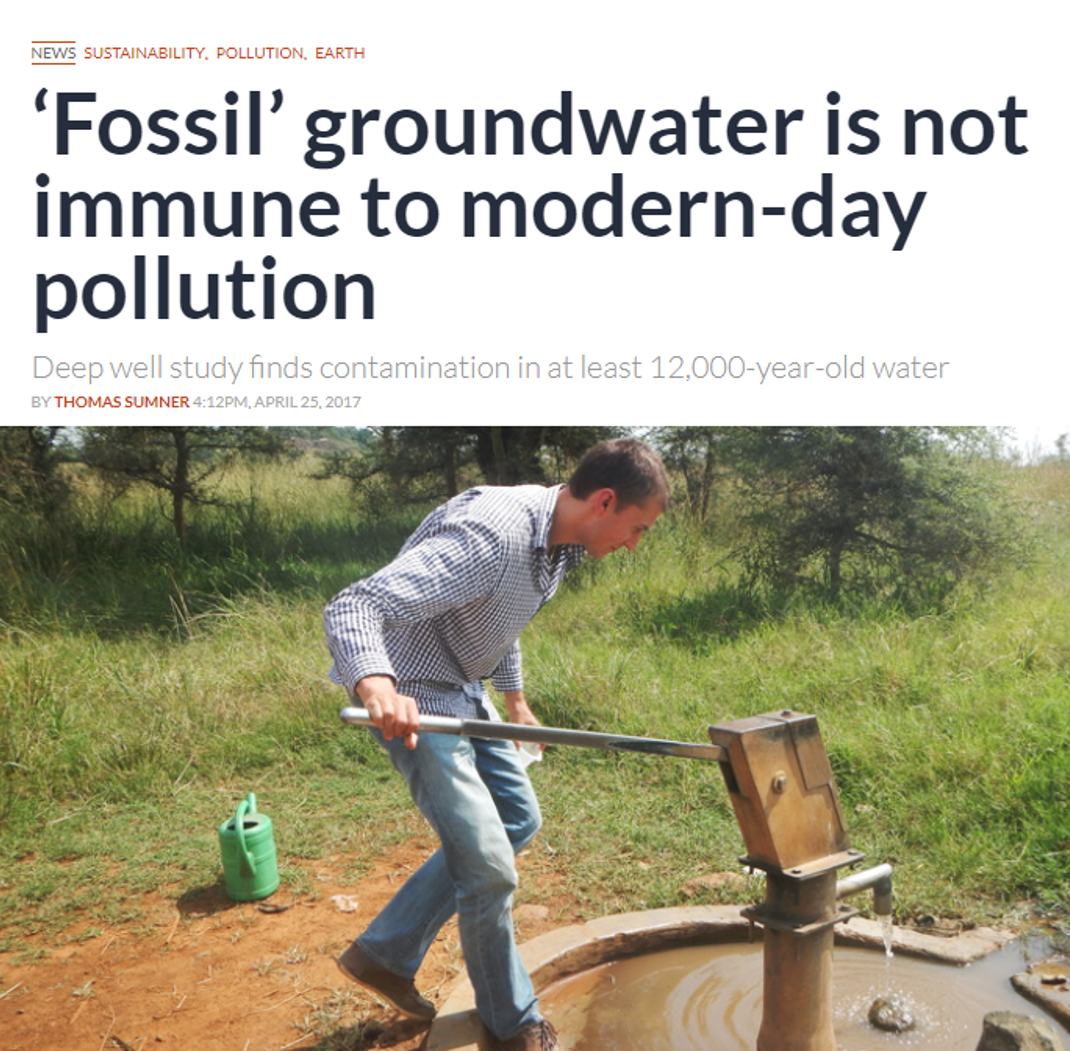 NEWS SUSTAINABILITY, POLLUTION, EARTH
‘Fossil’ groundwater is not
immune to modern-day
pollution
Deep well study finds contamination in at least 12,000-year-old water
BY THOMAS SUMNER 4:12PM, APRIL 25, 2017